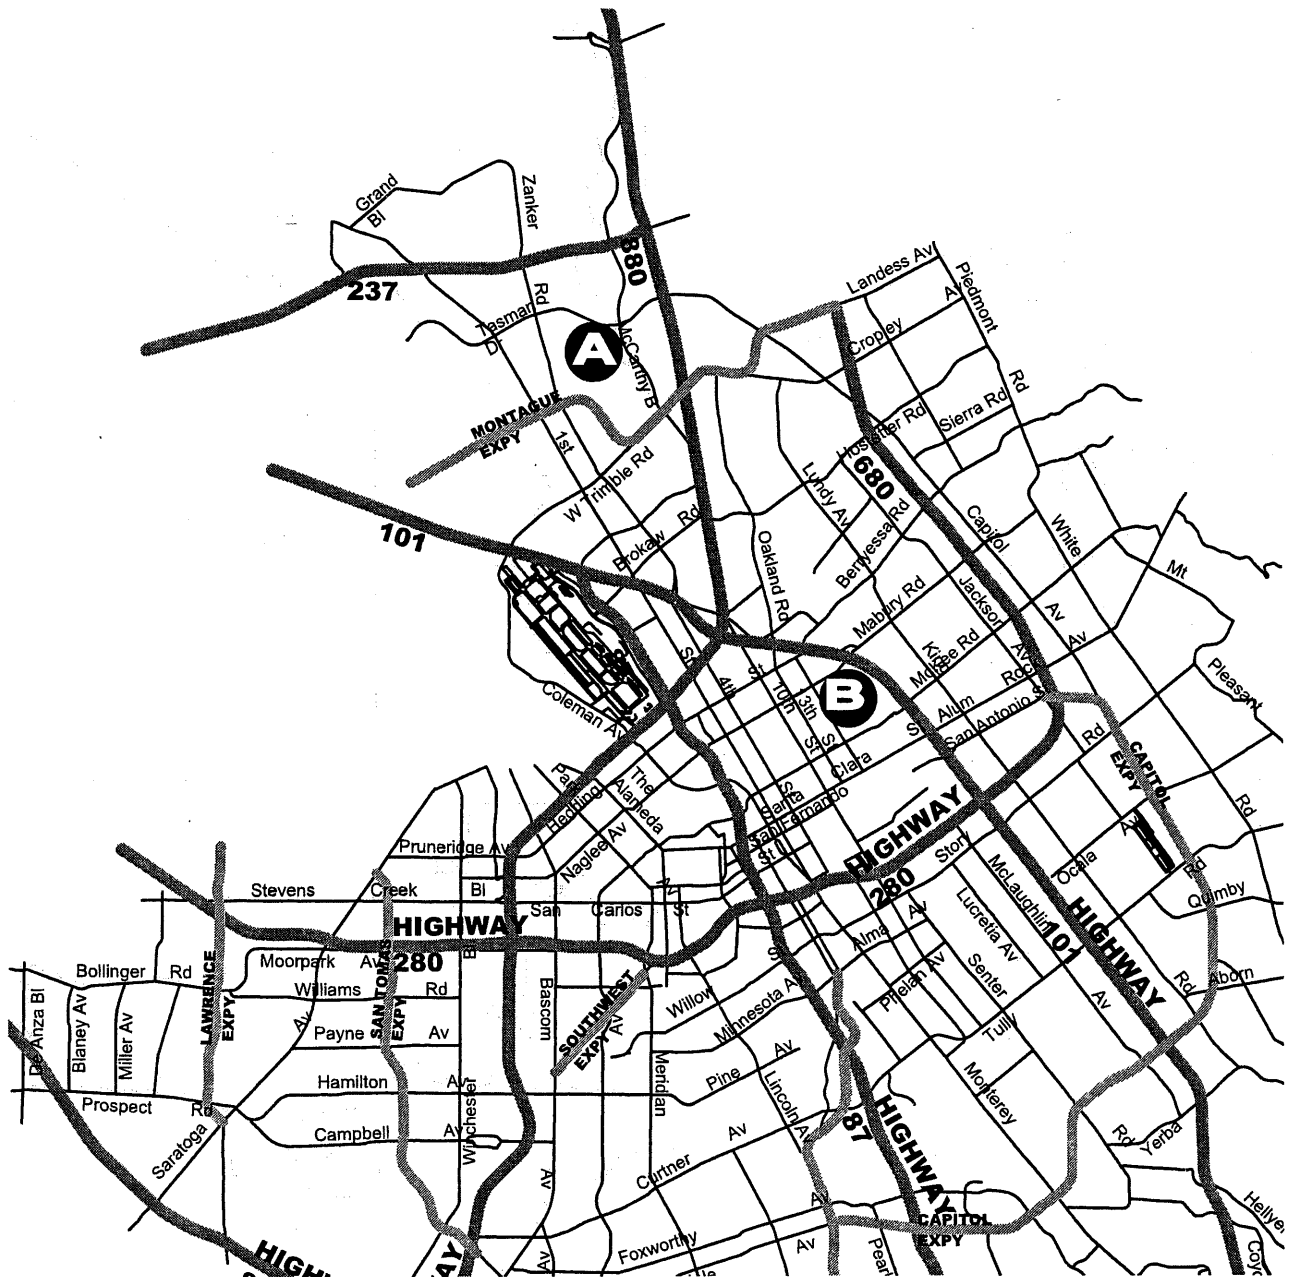 Grand
Bl
Zanker
Rd
880
237
Tasman
Dr
A
McCarthy B
Landess Av
Piedmont
Rd
Cropley
Av
MONTAGUE
EXPY
1st
W Trimble Rd
Hostetter Rd
Sierra Rd
680
Lundy Av
Berryessa Rd
101
Brokaw Rd
Oakland Rd
Capitol
Av
White
Mt
Pleasant
Rd
Mabury Rd
Jackson
Av
King
McKee Rd
Alum
Rock
Av
San Antonio S
St
4th
St
10th
St
13th
St
B
Coleman Av
Santa
Clara
S
San Fernando
St
The
Alameda
Hedding
Naglee Av
Rd
CAPITOL
EXPY
HIGHWAY
280
Story
McLaughlin
Av
Ocala
Av
Quimby
Rd
Pruneridge Av
Stevens
Creek
Bl
San
Carlos
St
HIGHWAY
280
Bollinger
Rd
Moorpark
Av
Williams
Rd
LAWRENCE
EXPY
SAN TOMAS
EXPY
Bascom
Av
SOUTHWEST
EXPY
Av
Willow
Minnesota Av
Alma
Av
Phelan Av
Lucretia Av
Senter
Rd
Tully
Rd
HIGHWAY
101
Aborn
De Anza Bl
Blaney Av
Miller Av
Payne
Av
Hamilton
Av
Winchester
Bl
Meridian
Pine
Av
Lincoln Av
Monterey
Rd
Yerba
Prospect
Rd
Saratoga
Av
Campbell
Av
Curtner
Av
HIGHWAY
87
CAPITOL
EXPY
Foxworthy
Av
Hellyer